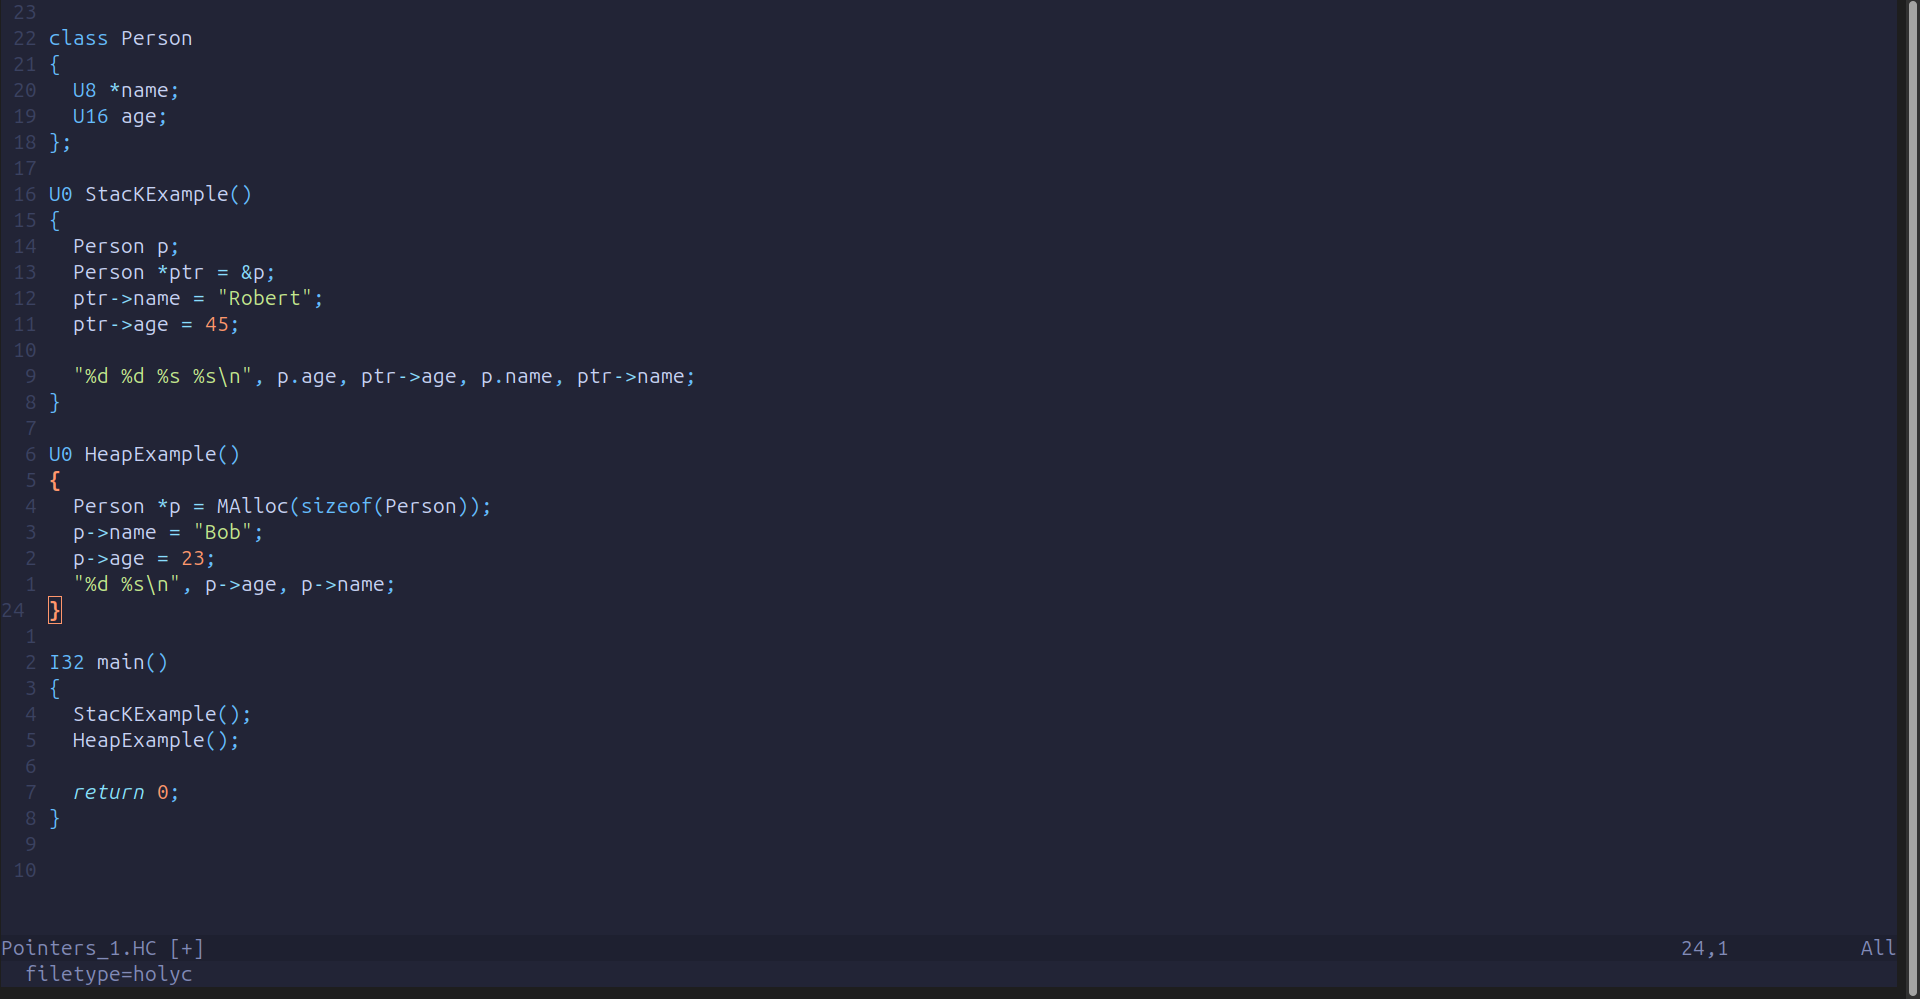 23
22 class Person
21 {
20   U8 *name;
19   U16 age;
18 };
17
16 U0 StacKExample()
15 {
14   Person p;
13   Person *ptr = &p;
12   ptr->name = "Robert";
11   ptr->age = 45;
10
9   "%d %d %s %s\n", p.age, ptr->age, p.name, ptr->name;
8 }
7
6 U0 HeapExample()
5 {
4   Person *p = MAlloc(sizeof(Person));
3   p->name = "Bob";
2   p->age = 23;
1   "%d %s\n", p->age, p->name;
24  }
1
2 I32 main()
3 {
4   StacKExample();
5   HeapExample();
6
7   return 0;
8 }
9
10
Pointers_1.HC [+] 24,1 All
filetype=holyc